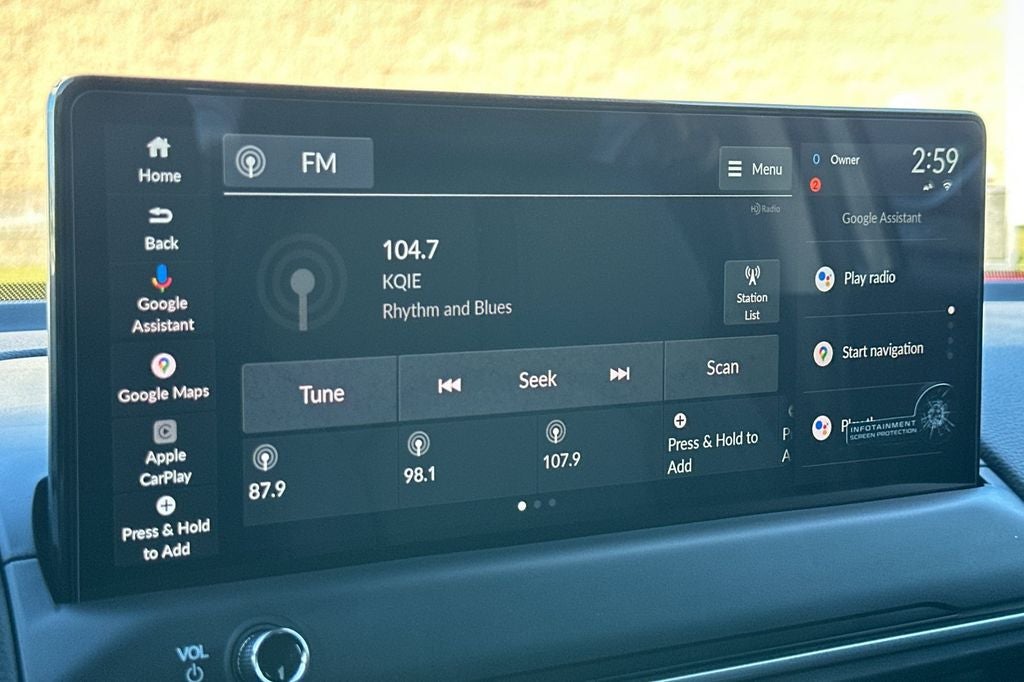 Home
Back
Google
Assistant
Google Maps
Apple
CarPlay
Press & Hold
to Add
FM
Menu
HD Radio
104.7
KQIE
Rhythm and Blues
Station
List
Tune
Seek
Scan
87.9
98.1
107.9
Press & Hold to
Add
P
A
0
Owner
2:59
2
Google Assistant
Play radio
Start navigation
INFOTAINMENT
SCREEN PROTECTION
VOL